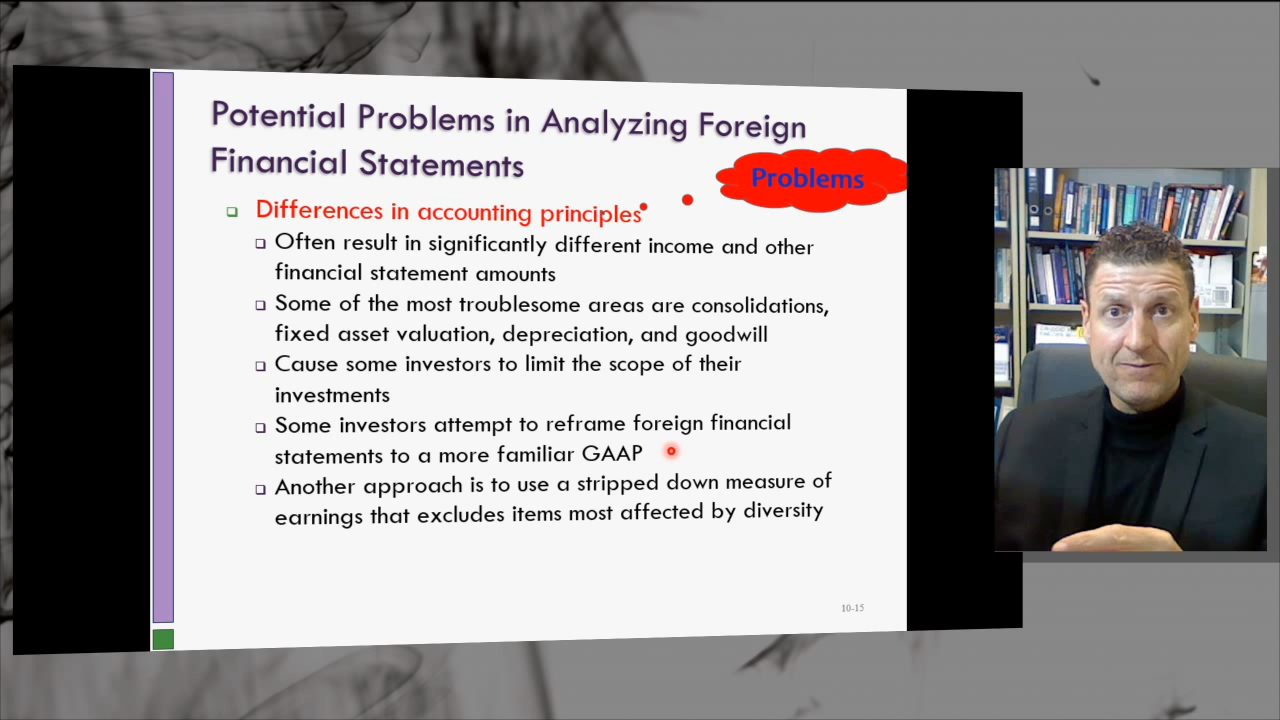 Potential Problems in Analyzing Foreign
Financial Statements
Problems
Differences in accounting principles
Often result in significantly different income and other
financial statement amounts
Some of the most troublesome areas are consolidations,
fixed asset valuation, depreciation, and goodwill
Cause some investors to limit the scope of their
investments
Some investors attempt to reframe foreign financial
statements to a more familiar GAAP
Another approach is to use a stripped down measure of
earnings that excludes items most affected by diversity
10-15